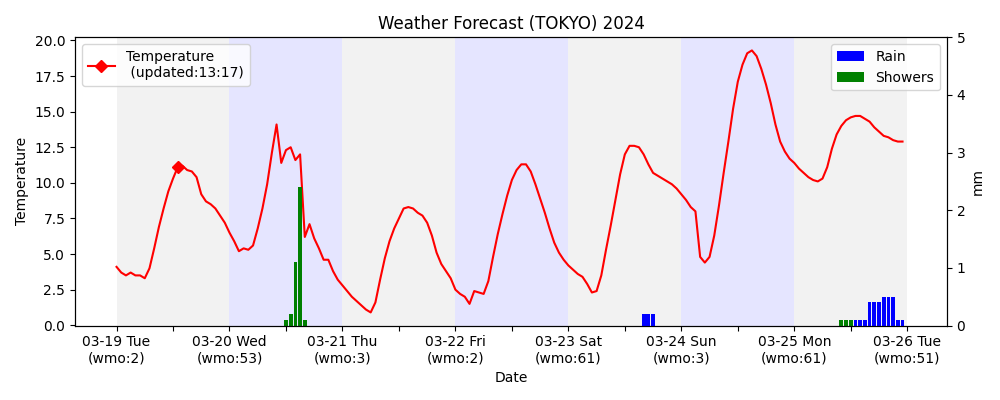 Weather Forecast (TOKYO) 2024
Temperature
(updated:13:17)
Rain
Showers
20.0
17.5
15.0
12.5
10.0
7.5
5.0
2.5
0.0
Temperature
5
4
3
2
1
0
mm
03-19 Tue
(wmo:2)
03-20 Wed
(wmo:53)
03-21 Thu
(wmo:3)
03-22 Fri
(wmo:2)
03-23 Sat
(wmo:61)
03-24 Sun
(wmo:3)
03-25 Mon
(wmo:61)
03-26 Tue
(wmo:51)
Date